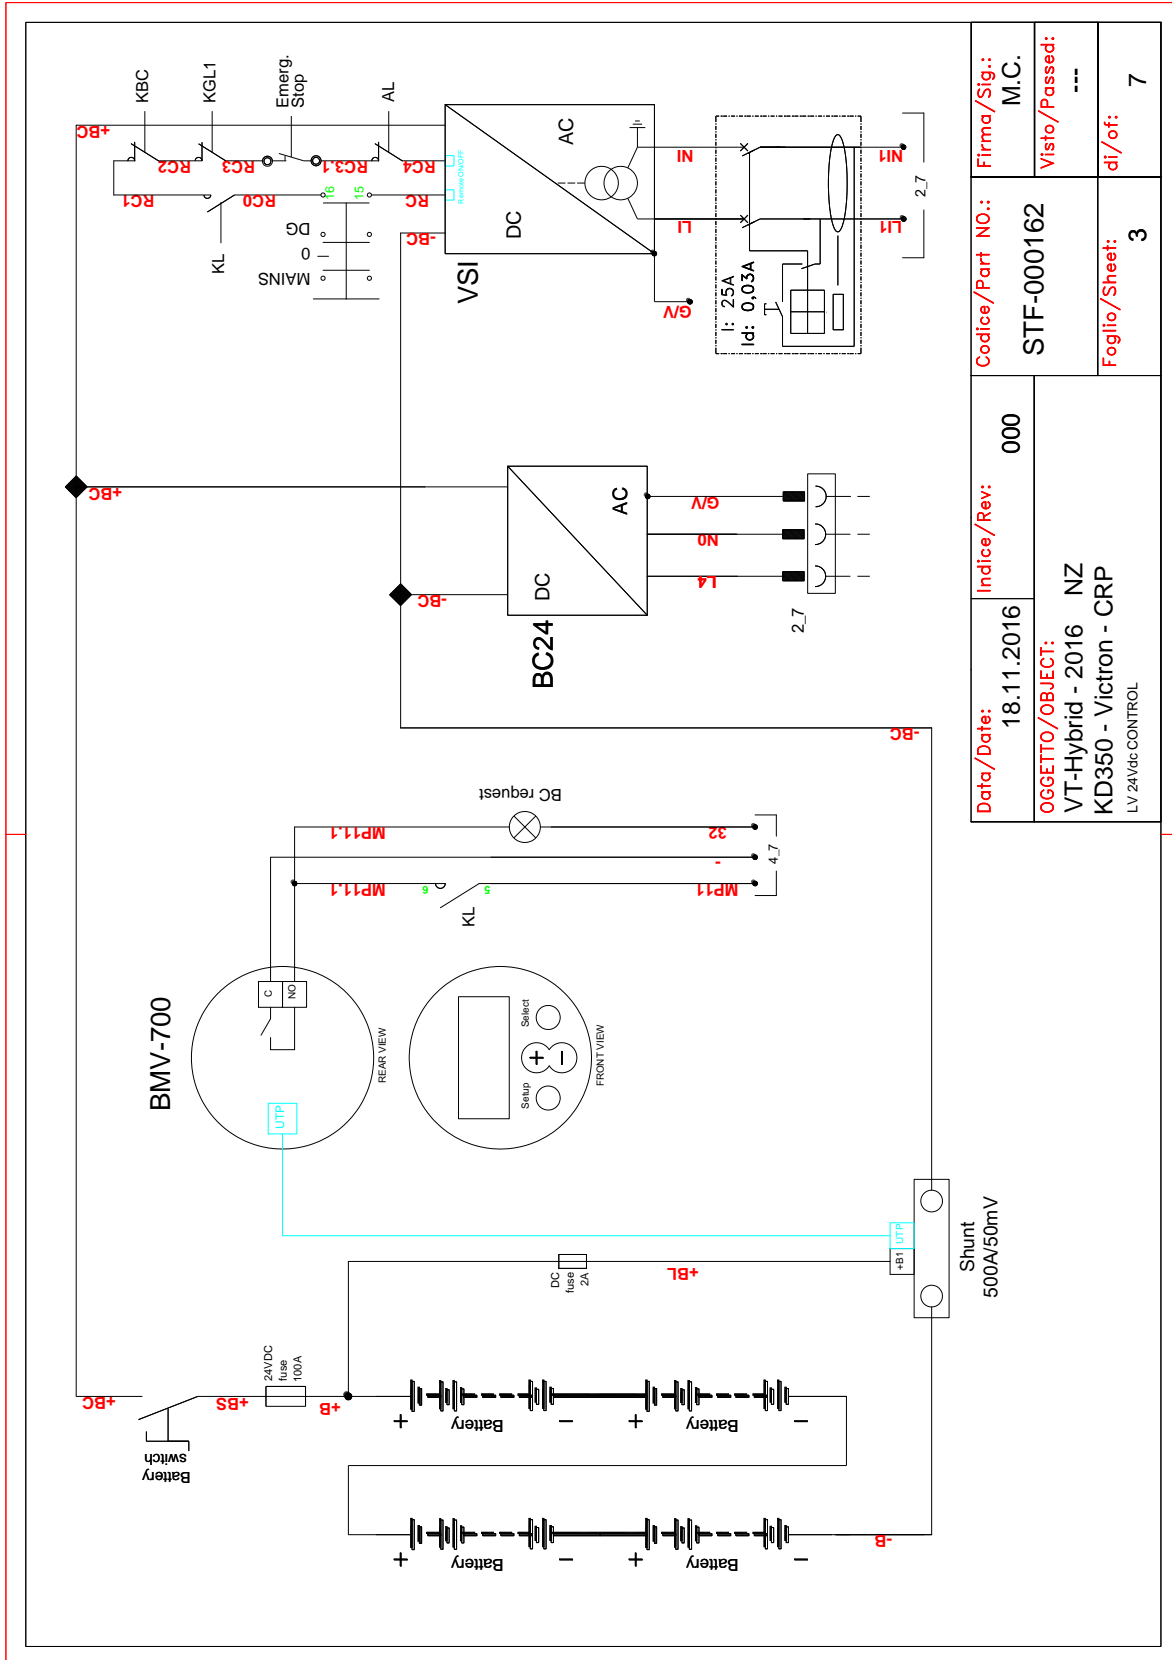 Battery
switch
+BC
+BS
24VDC
fuse
100A
+B
+
Battery
–
+
Battery
–
+
Battery
–
+
Battery
–
-B
DC
fuse
2A
+BL
+B1
UTP
Shunt
500A/50mV
BMV-700
UTP
C
NO
REAR VIEW
Setup
+
–
Select
FRONT VIEW
MP11.1
MP11.1
6
5
KL
BC request
MP11
-
32
4_7
-BC
+BC
-BC
BC24
DC
AC
L4
N0
G/V
2_7
+BC
KBC
KGL1
Emerg.
Stop
AL
RC1
RC2
RC3
RC3.1
RC4
KL
RC0
16
15
RC
MAINS
0
DG
-BC
RemoteON/OFF
VSI
DC
AC
G/V
LI
NI
I: 25A
Id: 0,03A
LI1
NI1
2_7
Data/Date:
18.11.2016
Indice/Rev:
000
Codice/Part NO.:
STF-000162
Firma/Sig.:
M.C.
OGGETTO/OBJECT:
VT-Hybrid - 2016 NZ
KD350 - Victron - CRP
LV 24Vdc CONTROL
Foglio/Sheet:
3
Visto/Passed:
---
di/of:
7